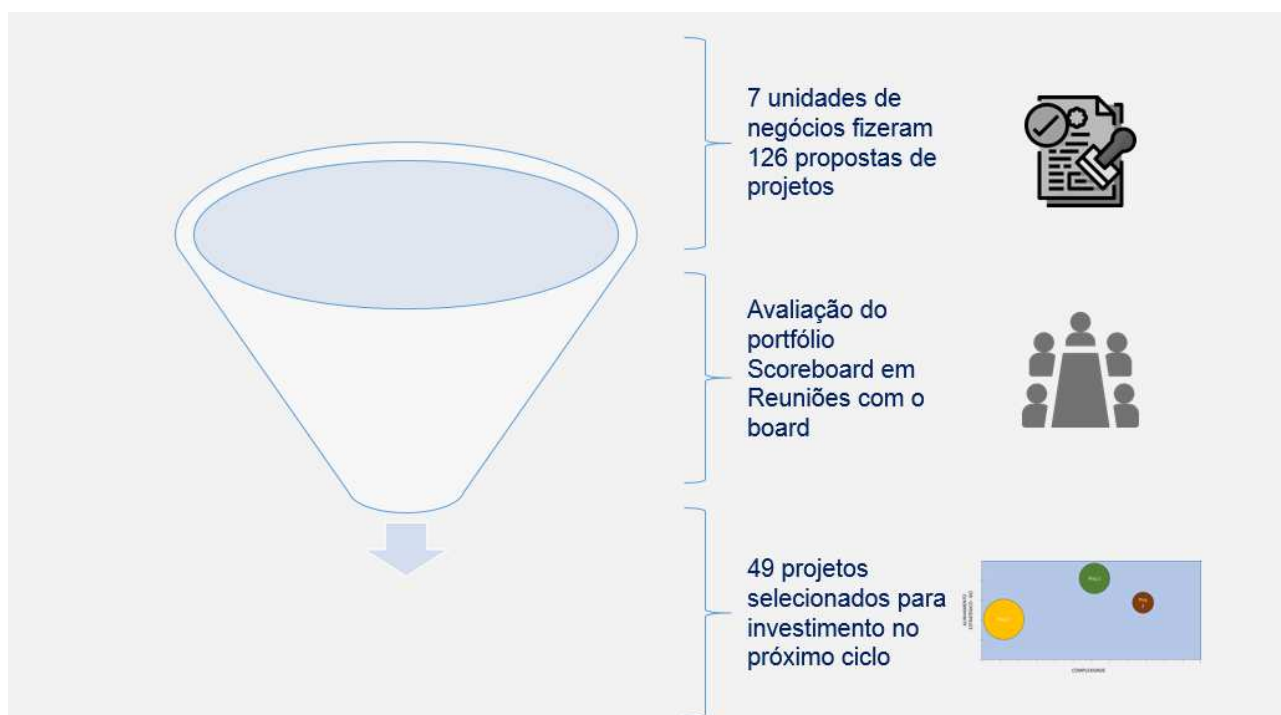 7 unidades de
negócios fizeram
126 propostas de
projetos
Avaliação do
portfólio
Scoreboard em
Reuniões com o
board
49 projetos
selecionados para
investimento no
próximo ciclo
COMPLEXIDADE